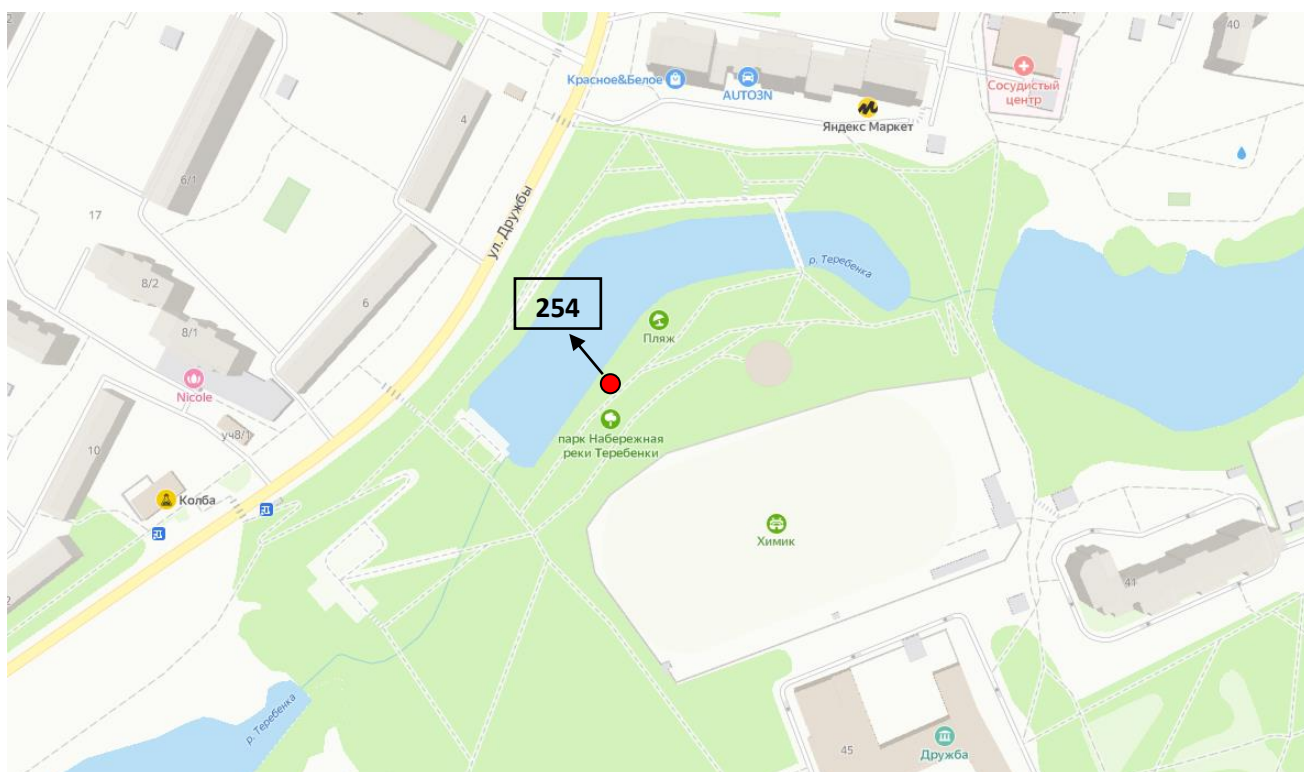 40
Красное&Белое
AUTO3N
Сосудистый
центр
4
Яндекс Маркет
6/1
17
ул. Дружбы
р. Теребенка
8/2
6
254
8/1
Пляж
Nicole
парк Набережная
реки Теребенки
уч8/1
10
Колба
Химик
41
2
р. Теребенка
45
Дружба